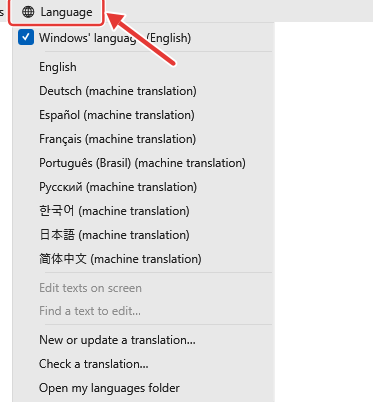 s Language
Windows' language (English)
English
Deutsch (machine translation)
Español (machine translation)
Français (machine translation)
Português (Brasil) (machine translation)
Русский (machine translation)
한국어 (machine translation)
日本語 (machine translation)
简体中文 (machine translation)
Edit texts on screen
Find a text to edit...
New or update a translation...
Check a translation...
Open my languages folder